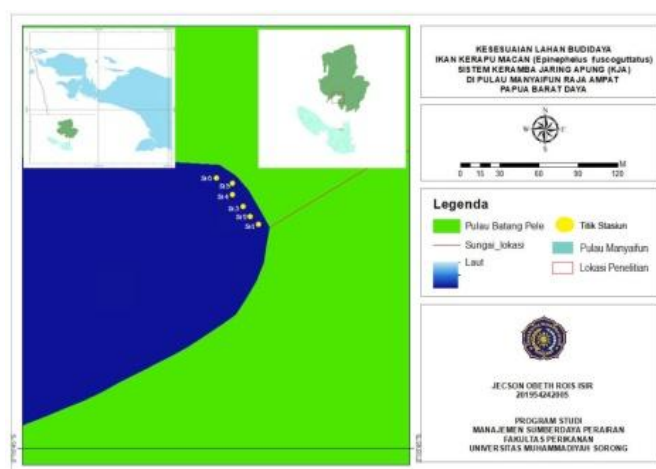 KESESUAIAN LAHAN BUDIDAYA
IKAN KERAPU MACAN (Epinephelus fuscoguttatus)
SISTEM KERAMBA JARING APUNG (KJA)
DI PULAU MANYAIFUN RAJA AMPAT
PAPUA BARAT DAYA
N
W E
S
M
0 15 30 60 90 120
Legenda
Pulau Batang Pele
Titik Stasiun
Sungai_lokasi
Pulau Manyaifun
Laut
Lokasi Penelitian
JECSON OBETH ROIS ISIR
201954242005
PROGRAM STUDI
MANAJEMEN SUMBERDAYA PERAIRAN
FAKULTAS PERIKANAN
UNIVERSITAS MUHAMMADIYAH SORONG